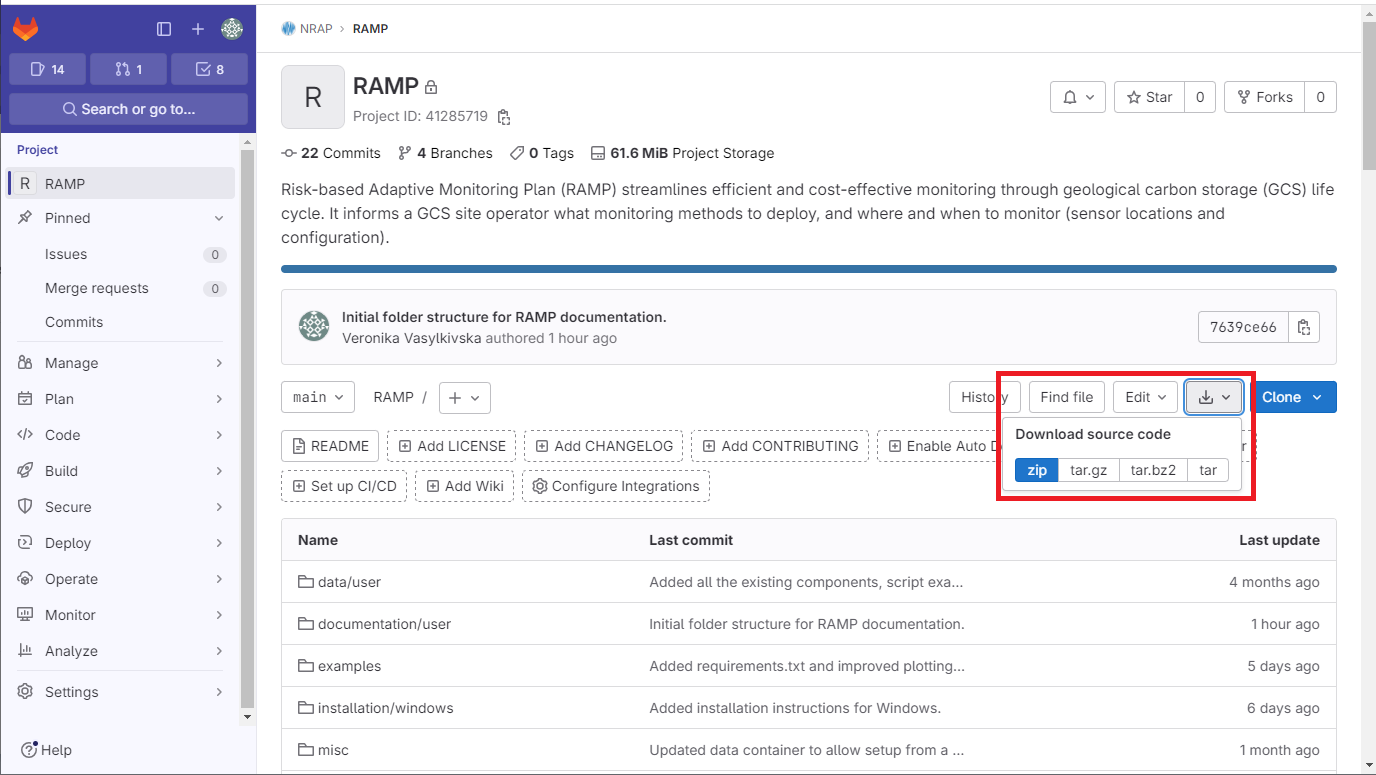 14
1
8
Search or go to...
Project
R RAMP
Pinned
Issues 0
Merge requests 0
Commits
Manage
Plan
Code
Build
Secure
Deploy
Operate
Monitor
Analyze
Settings
Help
NRAP › RAMP
R
RAMP
Project ID: 41285719
Star 0
Forks 0
22 Commits
4 Branches
0 Tags
61.6 MiB Project Storage
Risk-based Adaptive Monitoring Plan (RAMP) streamlines efficient and cost-effective monitoring through geological carbon storage (GCS) life
cycle. It informs a GCS site operator what monitoring methods to deploy, and where and when to monitor (sensor locations and
configuration).
Initial folder structure for RAMP documentation.
Veronika Vasylkivska authored 1 hour ago
7639ce66
main
RAMP /
History
Find file
Edit
Clone
Download source code
zip tar.gz tar.bz2 tar
README
Add LICENSE
Add CHANGELOG
Add CONTRIBUTING
Enable Auto
Set up CI/CD
Add Wiki
Configure Integrations
Name Last commit Last update
data/user Added all the existing components, script exa... 4 months ago
documentation/user Initial folder structure for RAMP documentation. 1 hour ago
examples Added requirements.txt and improved plotting... 5 days ago
installation/windows Added installation instructions for Windows. 6 days ago
misc Updated data container to allow setup from a ... 1 month ago